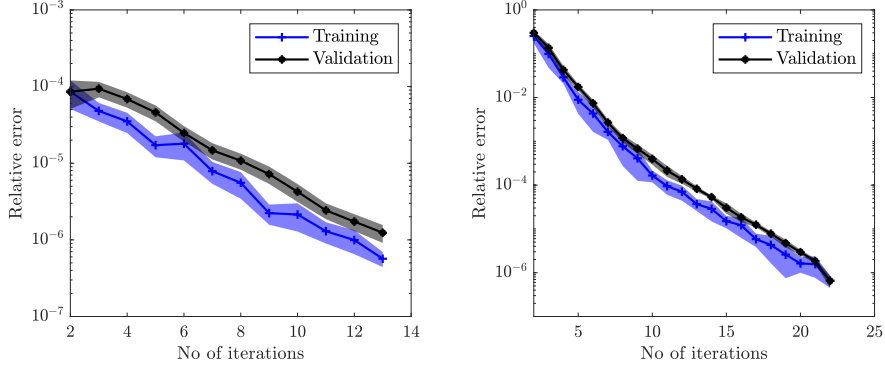 10^−3
10^−4
10^−5
10^−6
10^−7
Relative error
2
4
6
8
10
12
14
No of iterations
Training
Validation
10^0
10^−2
10^−4
10^−6
Relative error
5
10
15
20
25
No of iterations
Training
Validation